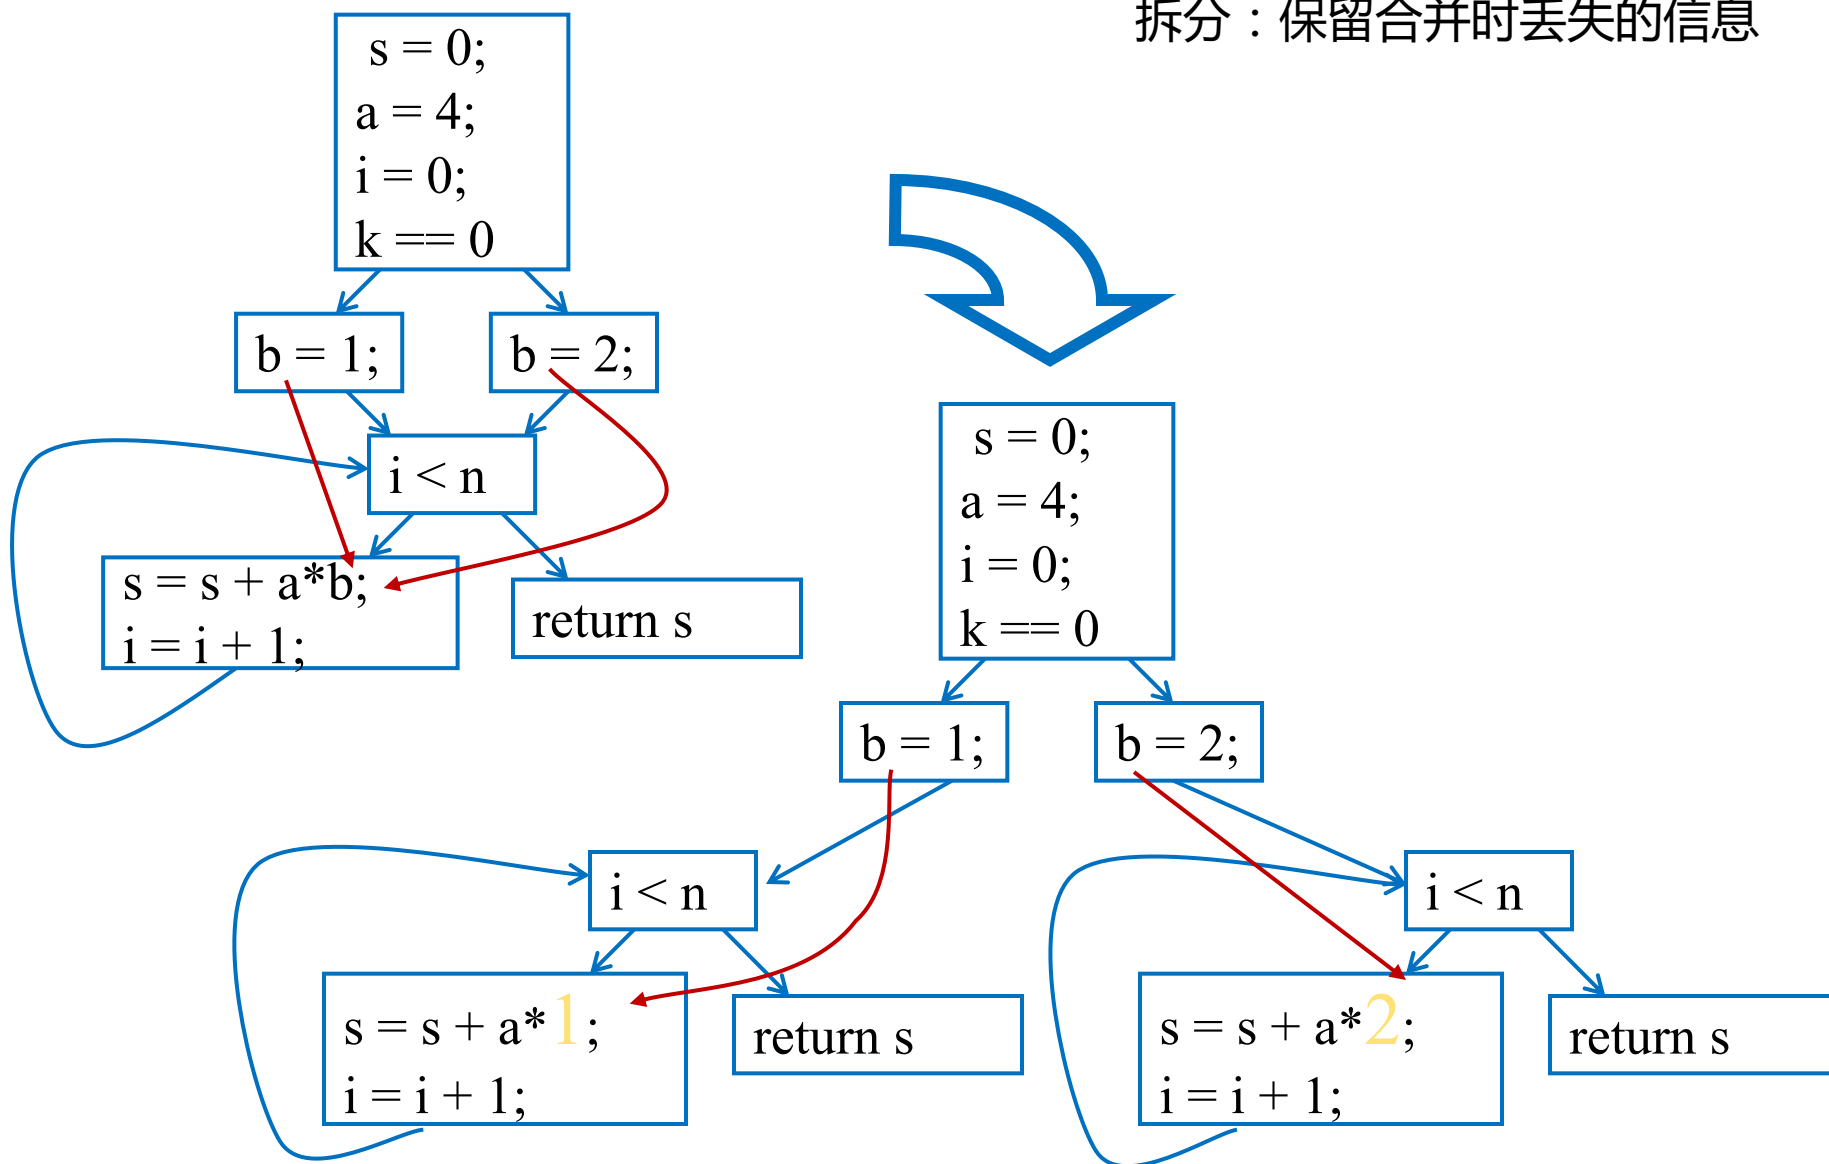 拆分：保留合并时丢失的信息
s = 0;
a = 4;
i = 0;
k == 0
b = 1;
b = 2;
i < n
s = s + a*b;
i = i + 1;
return s
s = 0;
a = 4;
i = 0;
k == 0
b = 1;
b = 2;
i < n
s = s + a*1;
i = i + 1;
return s
i < n
s = s + a*2;
i = i + 1;
return s